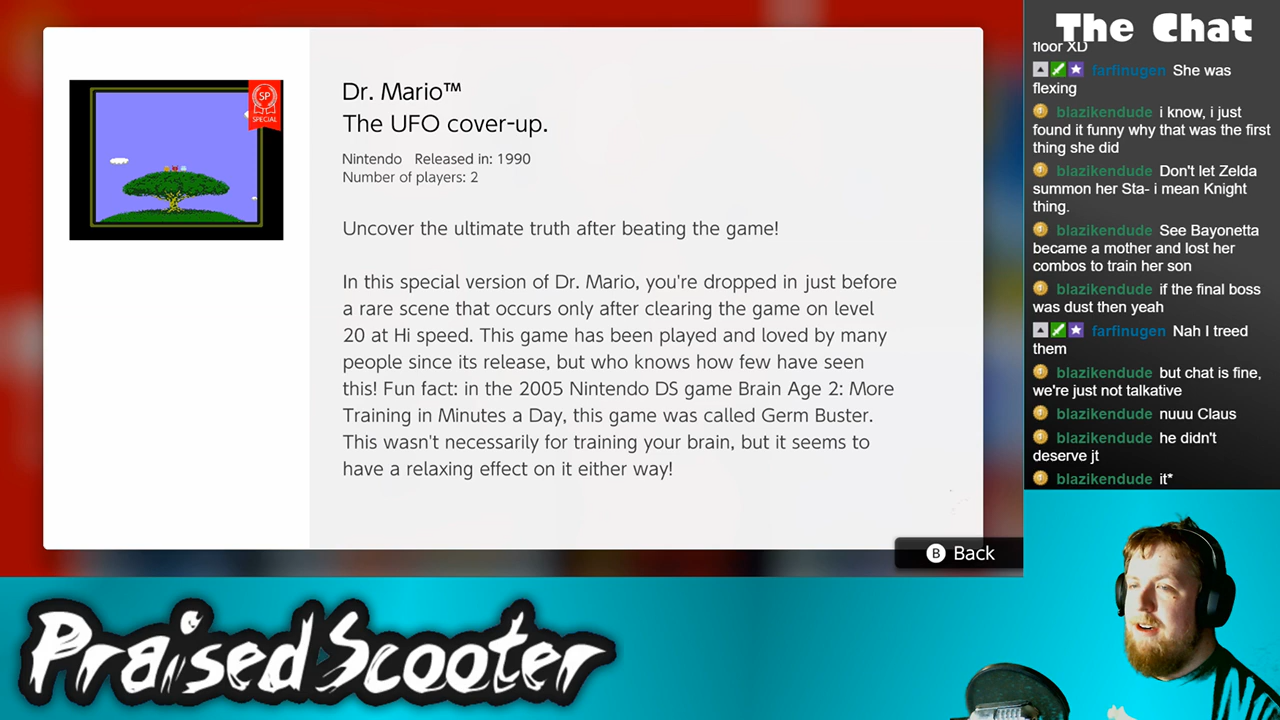 Dr. Mario™
The UFO cover-up.
Nintendo Released in: 1990
Number of players: 2
Uncover the ultimate truth after beating the game!
In this special version of Dr. Mario, you're dropped in just before
a rare scene that occurs only after clearing the game on level
20 at Hi speed. This game has been played and loved by many
people since its release, but who knows how few have seen
this! Fun fact: in the 2005 Nintendo DS game Brain Age 2: More
Training in Minutes a Day, this game was called Germ Buster.
This wasn't necessarily for training your brain, but it seems to
have a relaxing effect on it either way!
SP
SPECIAL
B Back
The Chat
floor XD
farfinugen She was
flexing
blazikendude i know, i just
found it funny why that was the first
thing she did
blazikendude Don't let Zelda
summon her Sta- i mean Knight
thing.
blazikendude See Bayonetta
became a mother and lost her
combos to train her son
blazikendude if the final boss
was dust then yeah
farfinugen Nah I treed
them
blazikendude but chat is fine,
we're just not talkative
blazikendude nuuu Claus
blazikendude he didn't
deserve jt
blazikendude it*
PraisedScooter